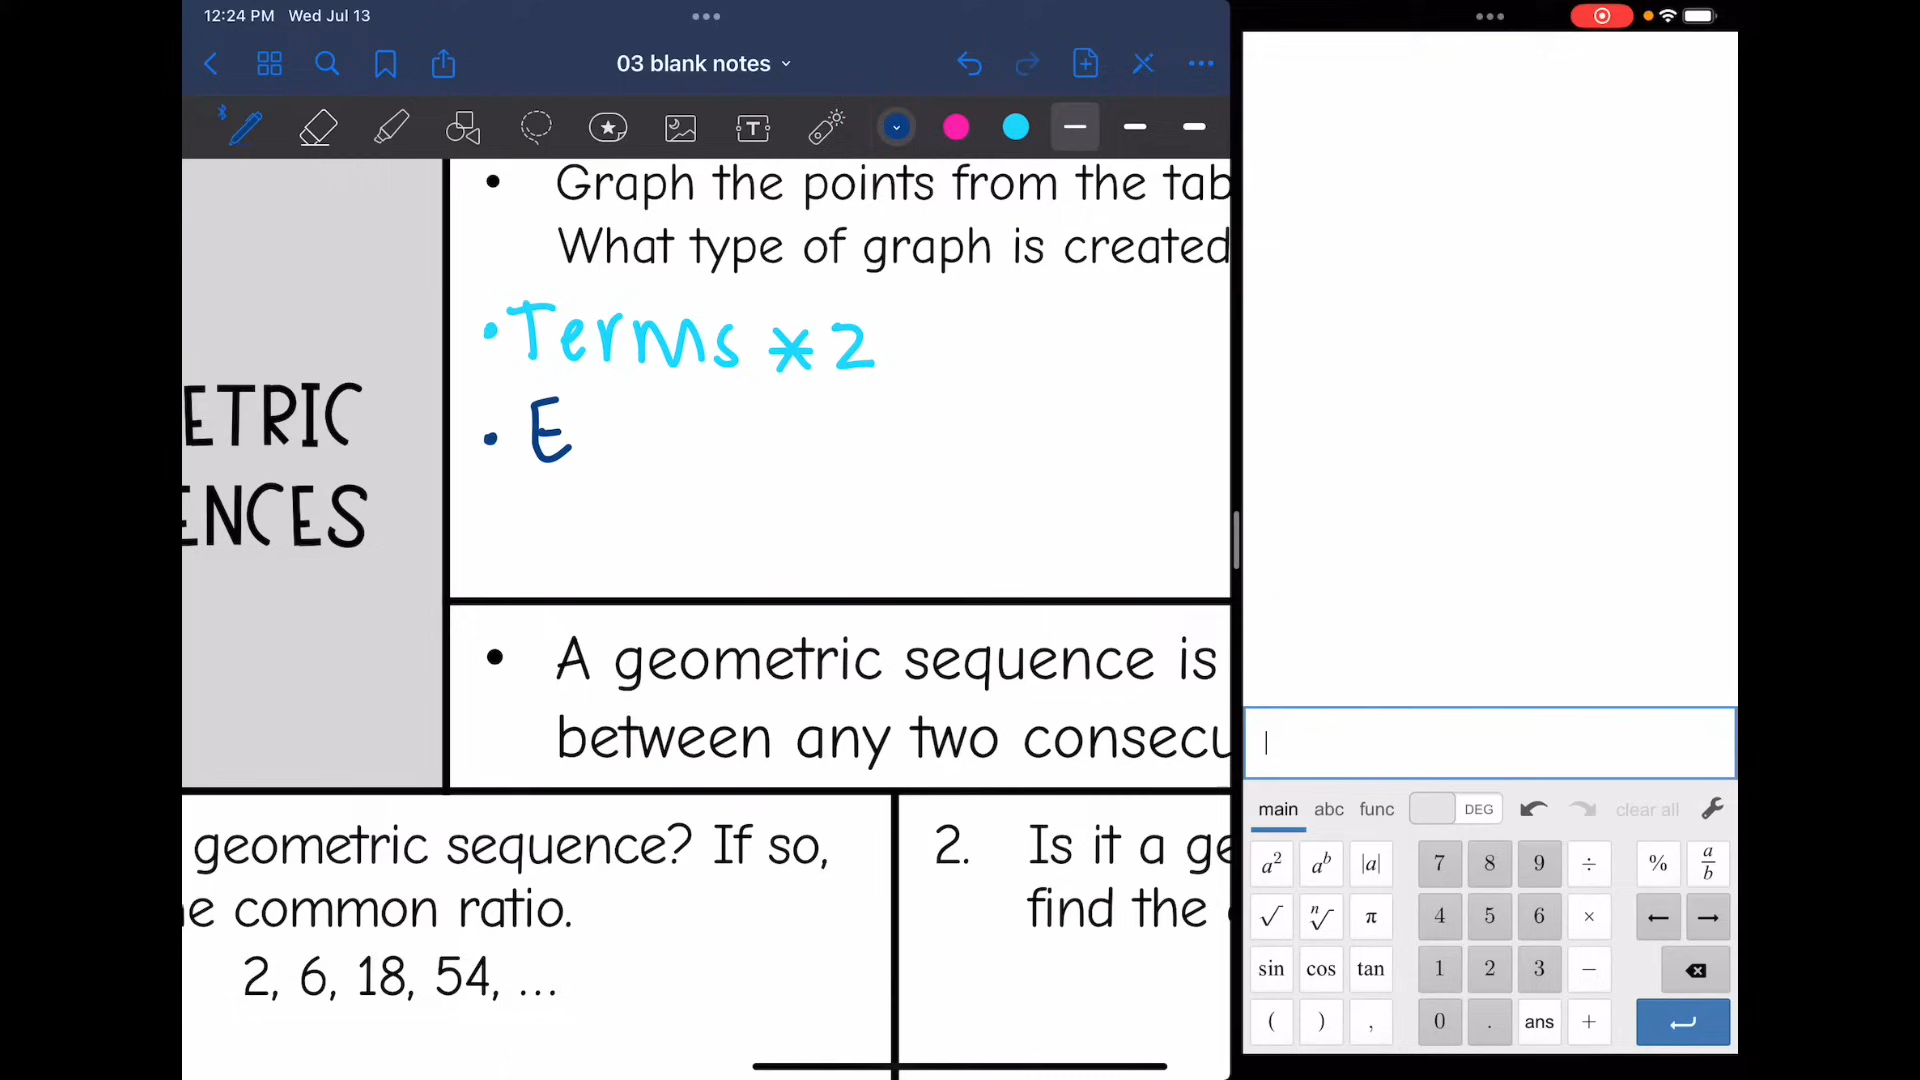 12:24 PM Wed Jul 13
03 blank notes
T
Graph the points from the tab
What type of graph is created
• Terms * 2
• E
ETRIC
ENCES
• A geometric sequence is
between any two consecu
geometric sequence? If so,
e common ratio.
2, 6, 18, 54, ...
2. Is it a ge
find the
main abc func DEG clear all
a² aᵇ |a| 7 8 9 ÷ % a/b
√ ⁿ√ π 4 5 6 × ← →
sin cos tan 1 2 3 −
( ) , 0 . ans +